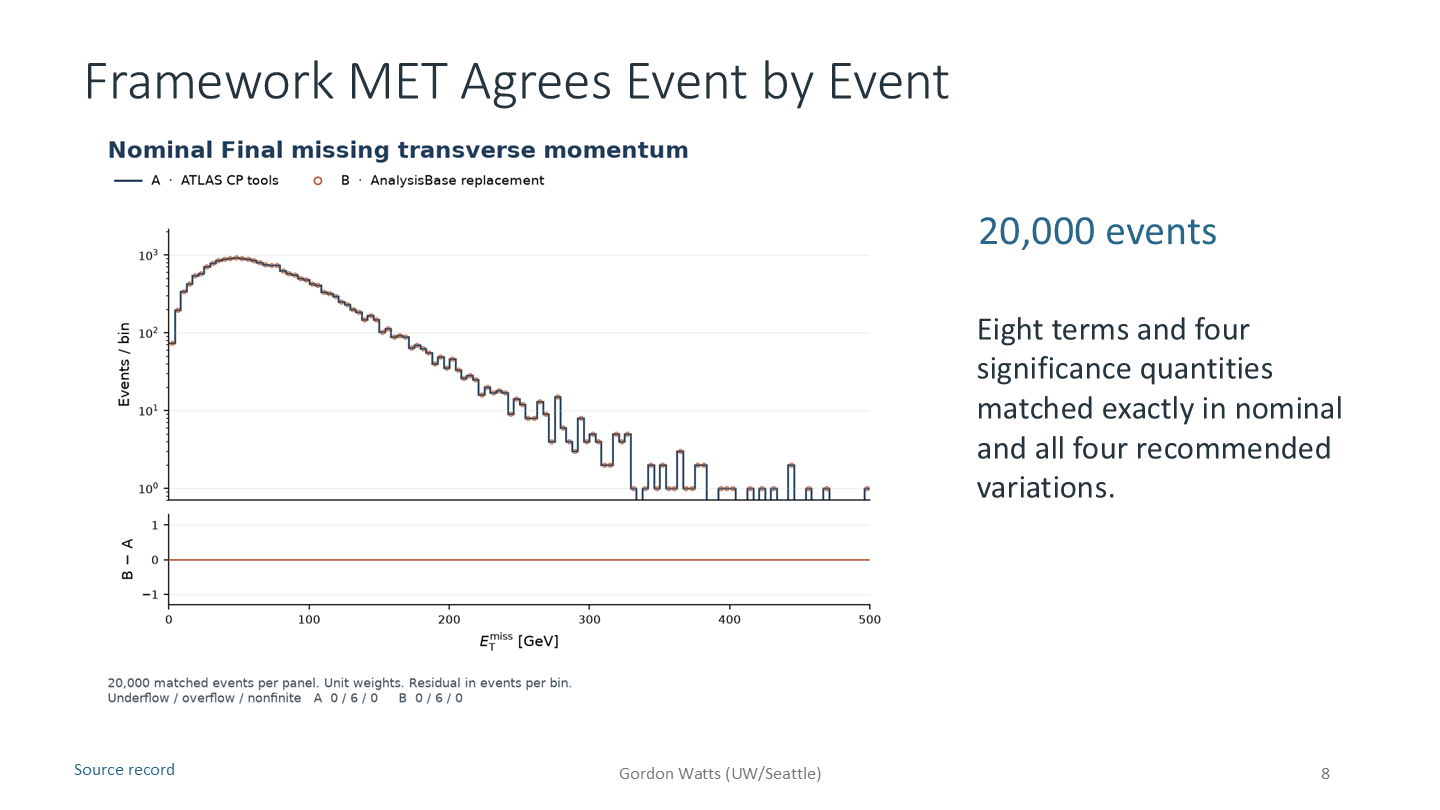 Framework MET Agrees Event by Event
Nominal Final missing transverse momentum
A · ATLAS CP tools B · AnalysisBase replacement
20,000 events
Eight terms and four
significance quantities
matched exactly in nominal
and all four recommended
variations.
Events / bin
10³
10²
10¹
10⁰
B − A
1
0
−1
0 100 200 300 400 500
E_T^miss [GeV]
20,000 matched events per panel. Unit weights. Residual in events per bin.
Underflow / overflow / nonfinite A 0 / 6 / 0 B 0 / 6 / 0
Source record
Gordon Watts (UW/Seattle)
8